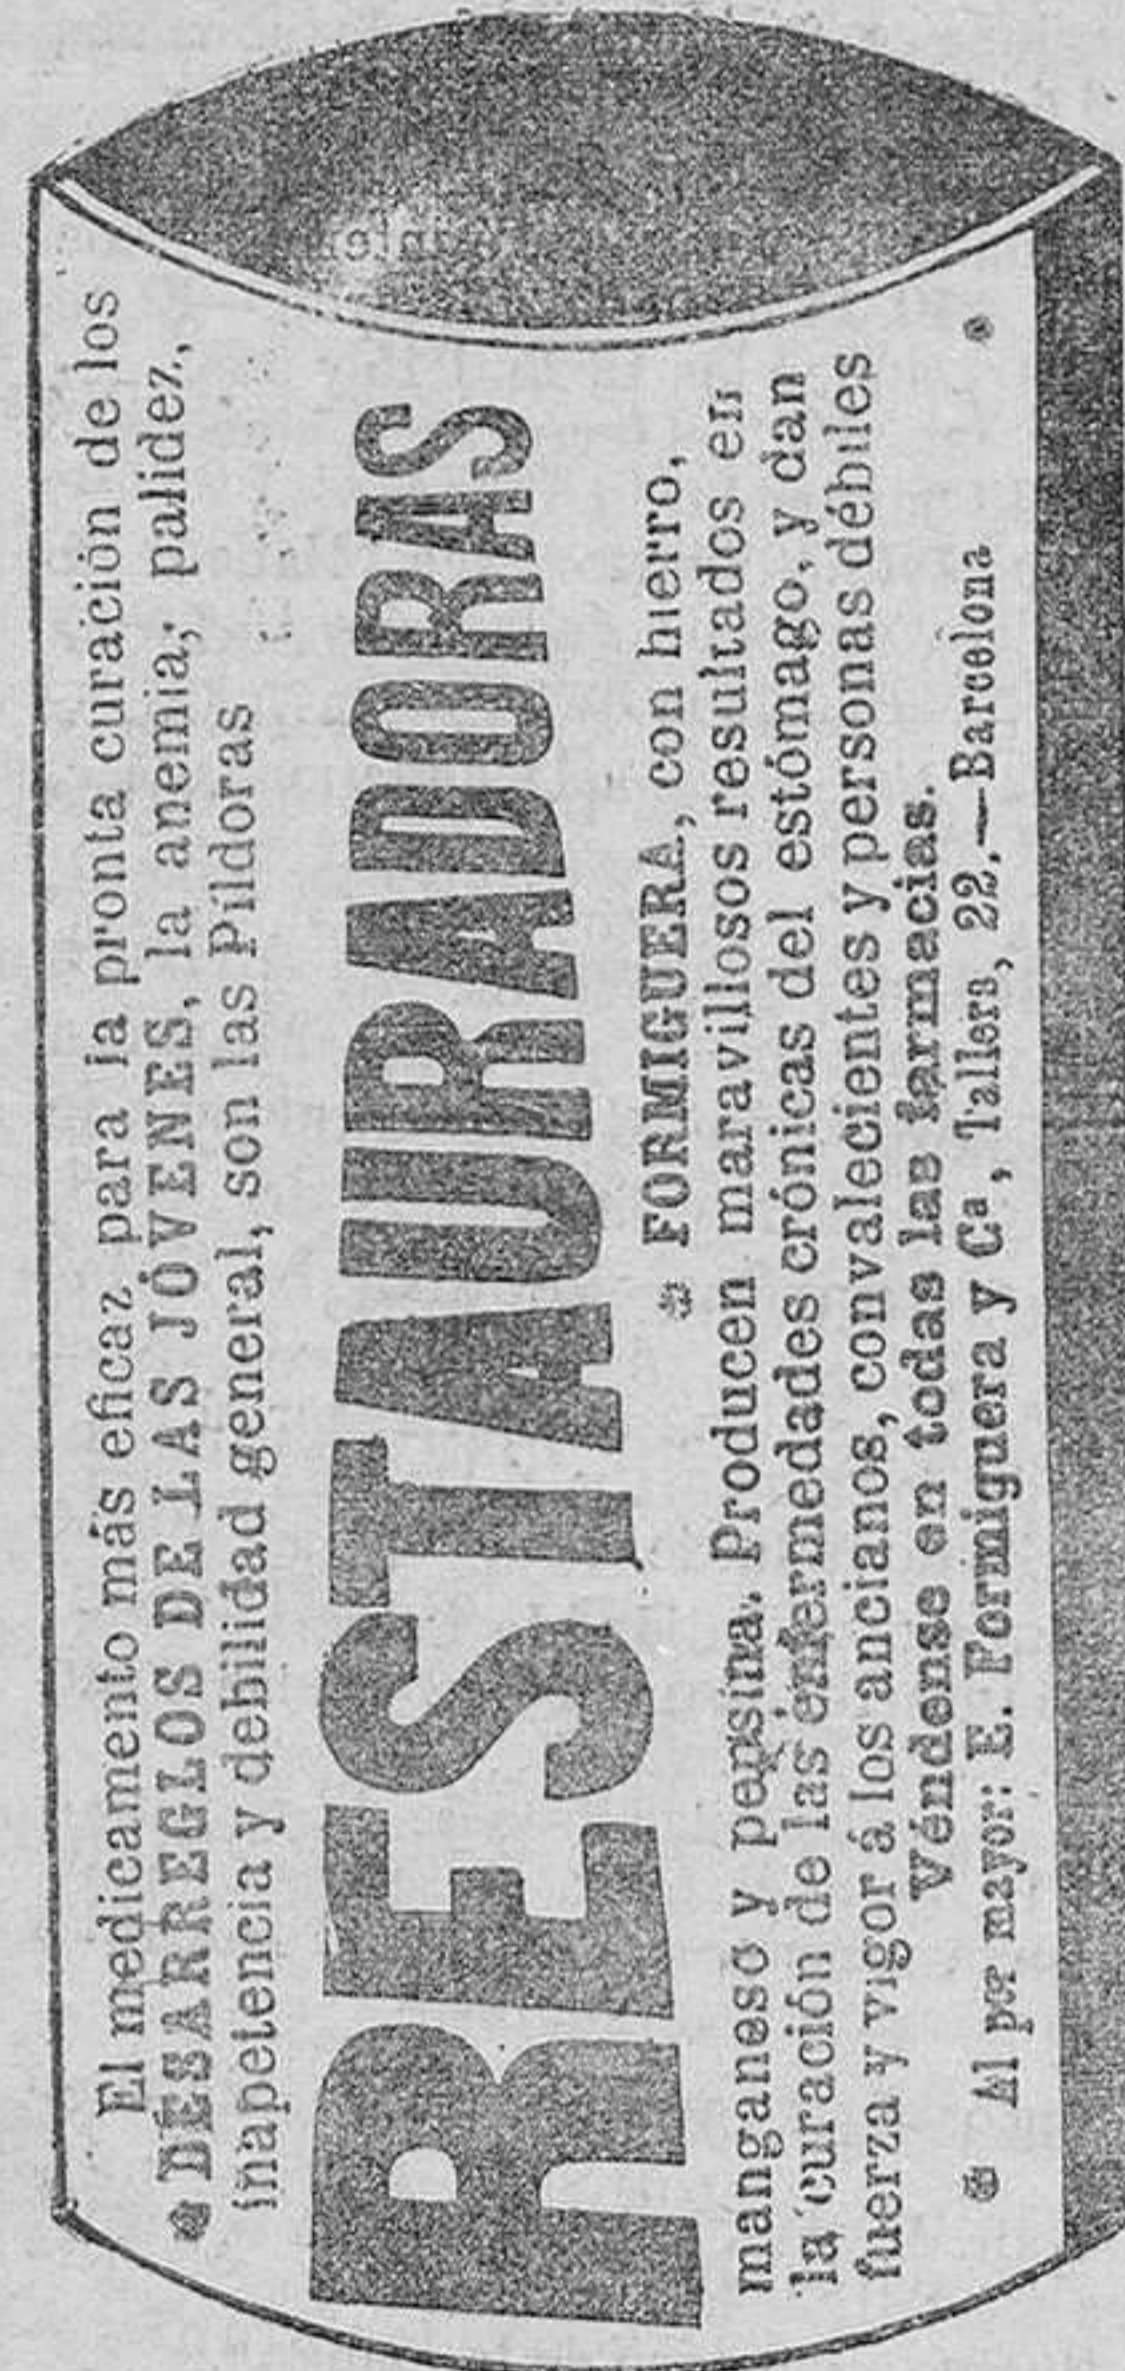 El medicamento más eficaz para la pronta curación de los
DESARREGLOS DE LAS JÓVENES, la anemia, palidez,
inapetencia y debilidad general, son las Pildoras
RESTAURADORAS
FORMIGUERA, con hierro,
manganeso y pepsina. Producen maravillosos resultados en
la curación de las enfermedades crónicas del estómago, y dan
fuerza y vigor á los ancianos, convalecientes y personas débiles
Véndense en todas las farmacias.
Al por mayor: E. Formiguera y Cª, Tallers, 22.—Barcelona